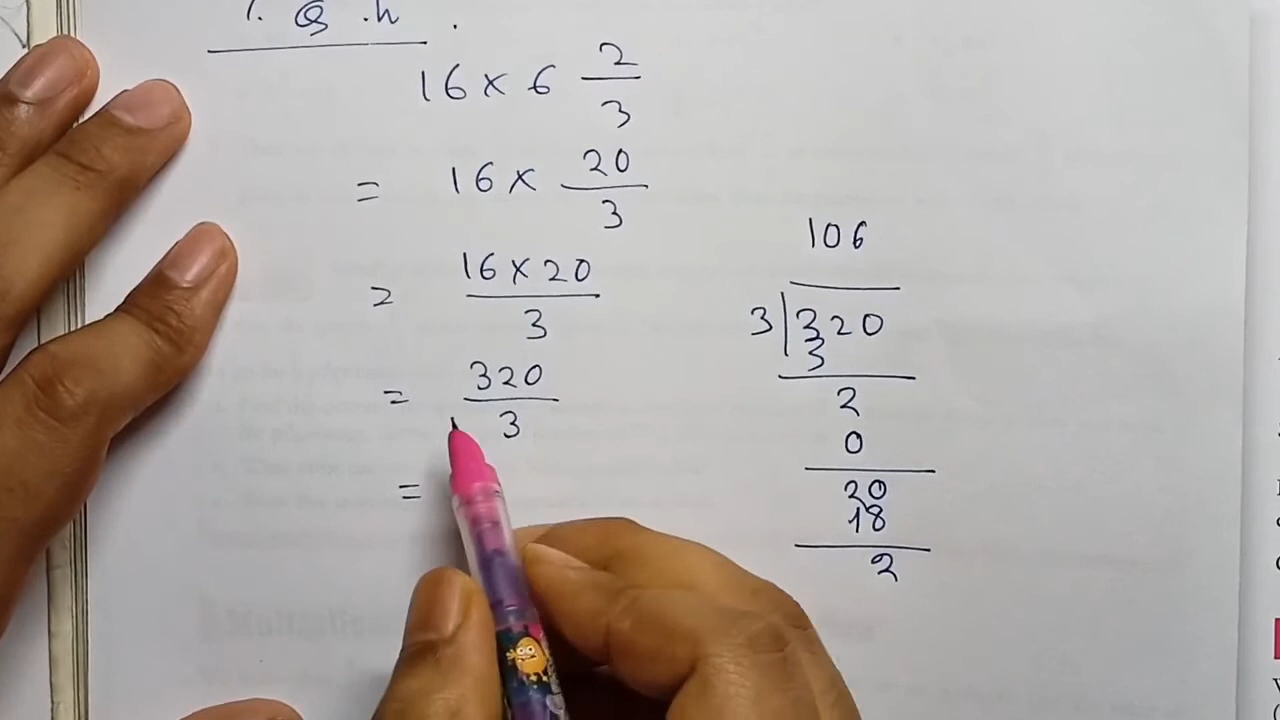 1. Q .h .
16 × 6 2/3
= 16 × 20/3
= 16 × 20/3
= 320/3
=
106
3 320
3
2
0
20
18
2